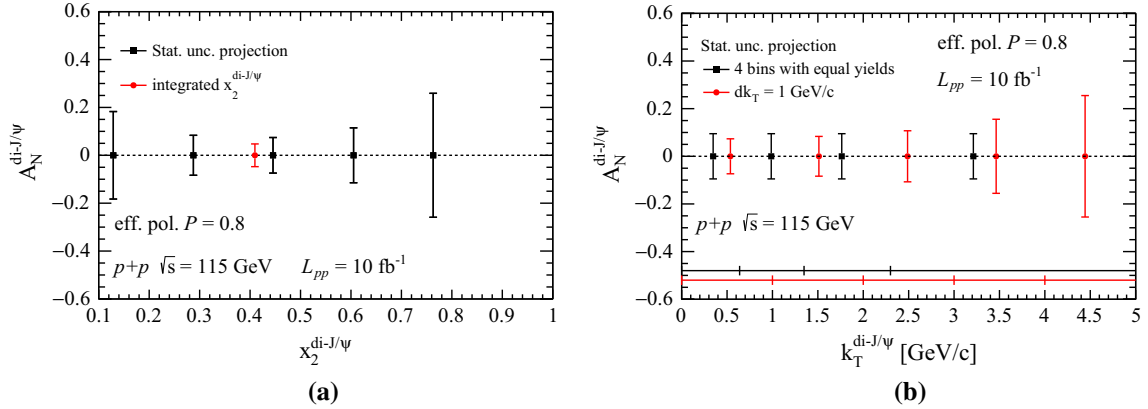 0.6
0.4
0.2
0
−0.2
−0.4
−0.6
A_N^di-J/ψ
Stat. unc. projection
integrated x_2^di-J/ψ
eff. pol. P = 0.8
p+p √s = 115 GeV L_pp = 10 fb^-1
0.1 0.2 0.3 0.4 0.5 0.6 0.7 0.8 0.9 1
x_2^di-J/ψ
(a)
0.6
0.4
0.2
0
−0.2
−0.4
−0.6
A_N^di-J/ψ
Stat. unc. projection
4 bins with equal yields
dk_T = 1 GeV/c
eff. pol. P = 0.8
L_pp = 10 fb^-1
p+p √s = 115 GeV
0 0.5 1 1.5 2 2.5 3 3.5 4 4.5 5
k_T^di-J/ψ [GeV/c]
(b)